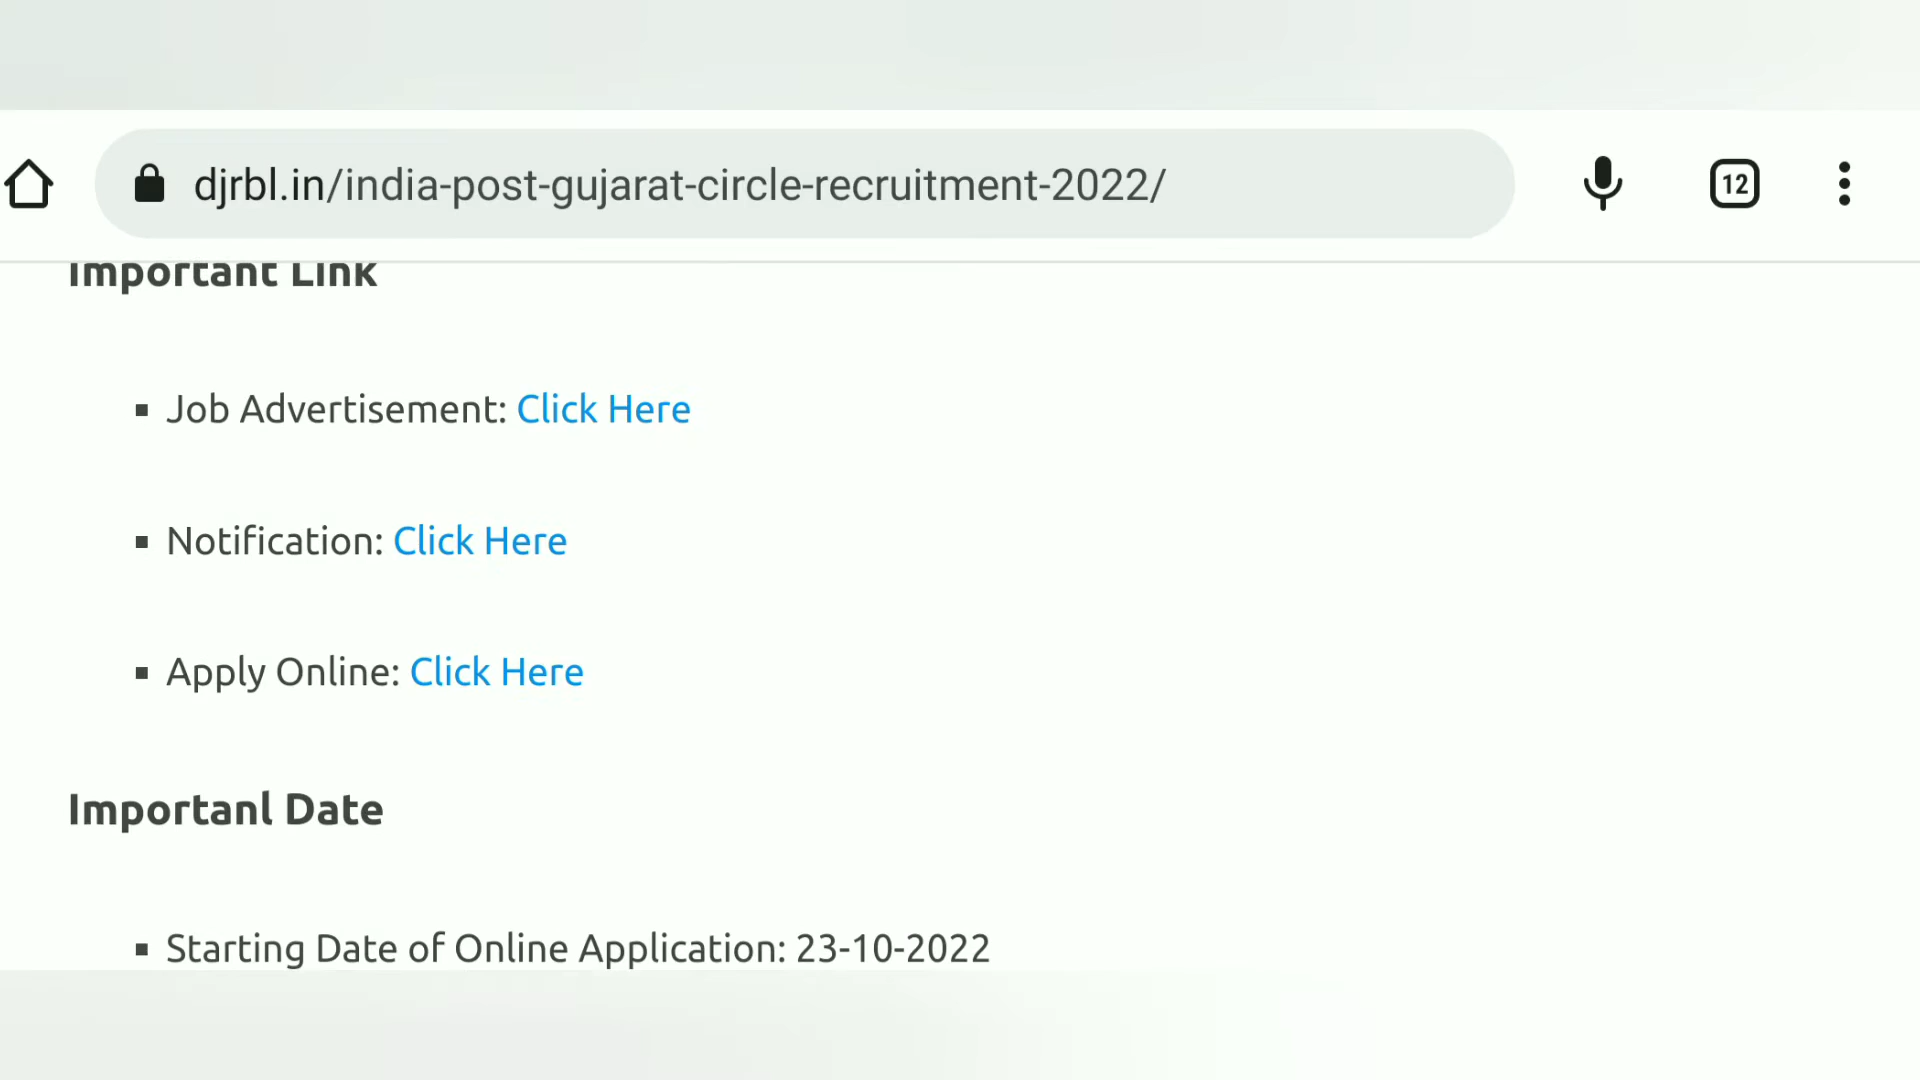 djrbl.in/india-post-gujarat-circle-recruitment-2022/
12
Important Link
Job Advertisement: Click Here
Notification: Click Here
Apply Online: Click Here
Importanl Date
Starting Date of Online Application: 23-10-2022